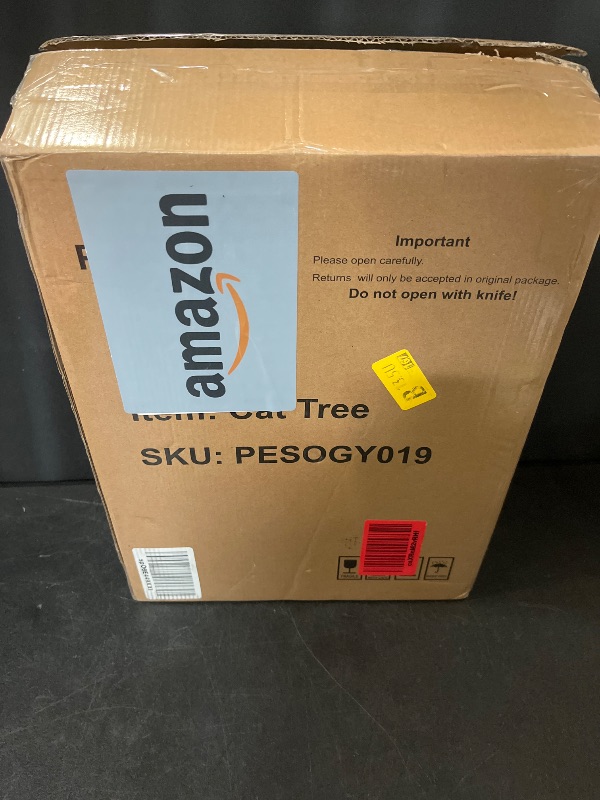 amazon
Important
Please open carefully.
Returns will only be accepted in original package.
Do not open with knife!
Item: Cat Tree
SKU: PESOGY019